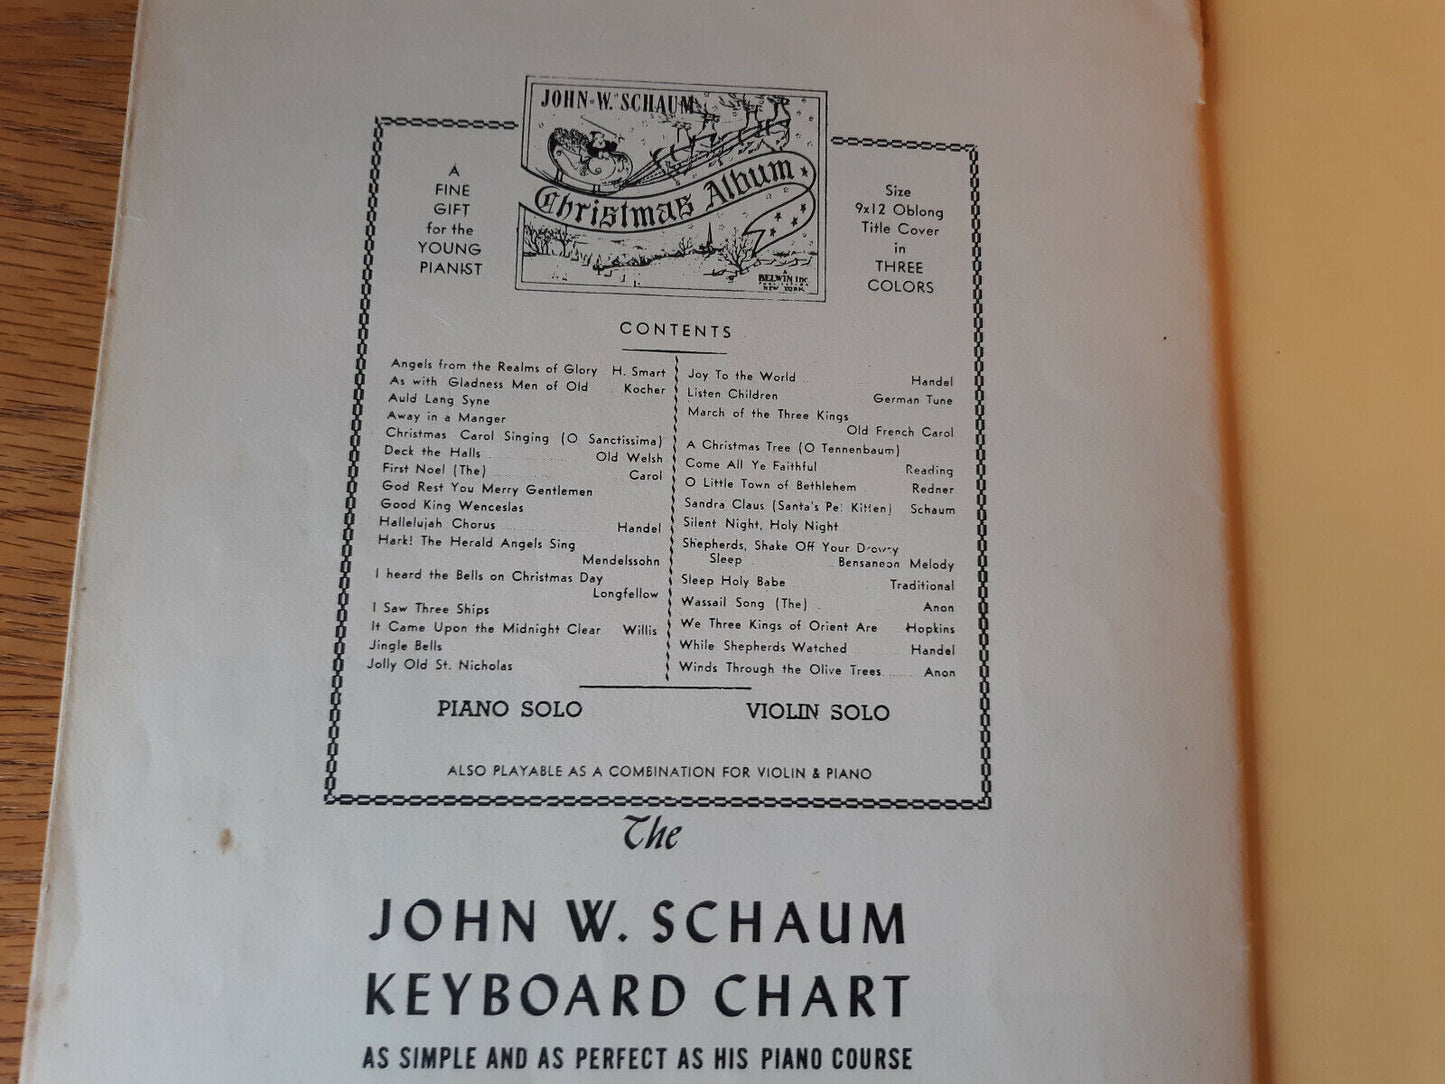 JOHN·W.·SCHAUM
Christmas Album
A
BELWIN INC.
PUBLICATION
NEW YORK
A
FINE
GIFT
for the
YOUNG
PIANIST
Size
9x12 Oblong
Title Cover
in
THREE
COLORS
CONTENTS
Angels from the Realms of Glory H. Smart
As with Gladness Men of Old Kocher
Auld Lang Syne
Away in a Manger
Christmas Carol Singing (O Sanctissima)
Deck the Halls Old Welsh
First Noel (The) Carol
God Rest You Merry Gentlemen
Good King Wenceslas
Hallelujah Chorus Handel
Hark! The Herald Angels Sing
Mendelssohn
I heard the Bells on Christmas Day
Longfellow
I Saw Three Ships
It Came Upon the Midnight Clear Willis
Jingle Bells
Jolly Old St. Nicholas
Joy To the World Handel
Listen Children German Tune
March of the Three Kings
Old French Carol
A Christmas Tree (O Tennenbaum)
Come All Ye Faithful Reading
O Little Town of Bethlehem Redner
Sandra Claus (Santa's Pet Kitten) Schaum
Silent Night, Holy Night
Shepherds, Shake Off Your Drowsy
Sleep Bensaneon Melody
Sleep Holy Babe Traditional
Wassail Song (The) Anon
We Three Kings of Orient Are Hopkins
While Shepherds Watched Handel
Winds Through the Olive Trees Anon
PIANO SOLO VIOLIN SOLO
ALSO PLAYABLE AS A COMBINATION FOR VIOLIN & PIANO
The
JOHN W. SCHAUM
KEYBOARD CHART
AS SIMPLE AND AS PERFECT AS HIS PIANO COURSE